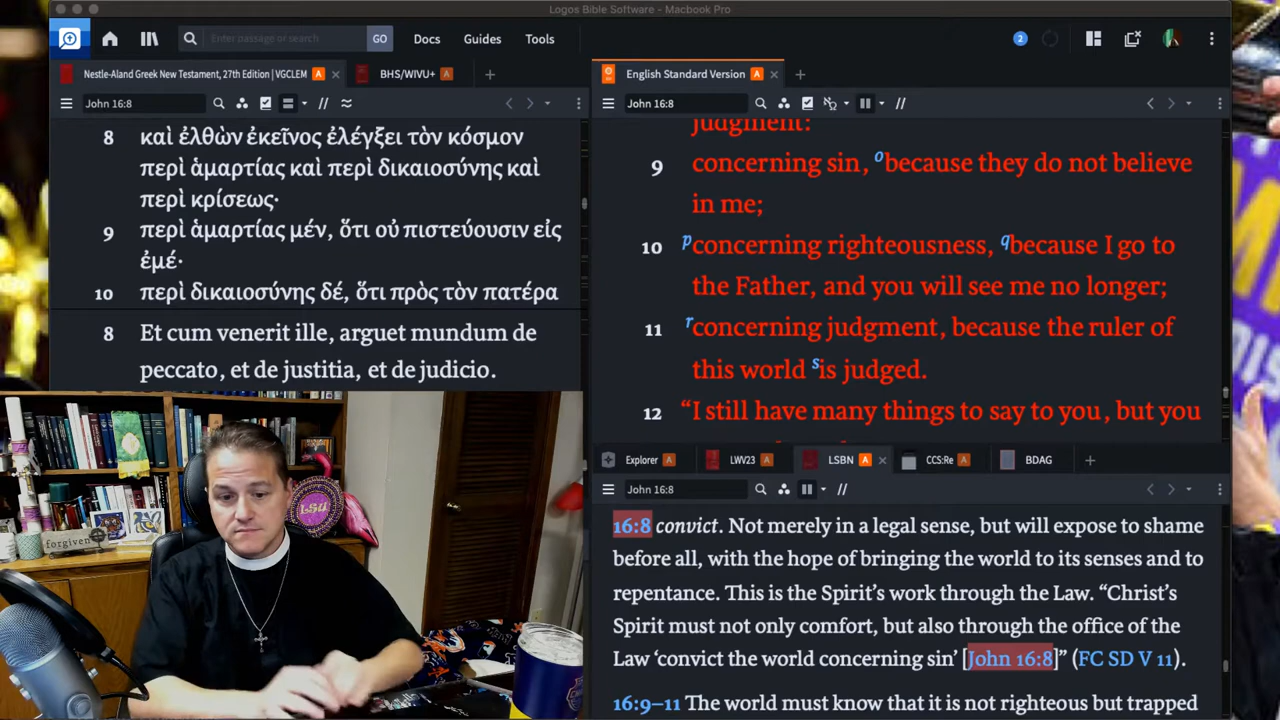 Logos Bible Software - Macbook Pro
Enter passage or search
GO
Docs
Guides
Tools
2
Nestle-Aland Greek New Testament, 27th Edition | VGCLEM A
BHS/WIVU+ A
John 16:8
8 καὶ ἐλθὼν ἐκεῖνος ἐλέγξει τὸν κόσμον
περὶ ἁμαρτίας καὶ περὶ δικαιοσύνης καὶ
περὶ κρίσεως·
9 περὶ ἁμαρτίας μέν, ὅτι οὐ πιστεύουσιν εἰς
ἐμέ·
10 περὶ δικαιοσύνης δέ, ὅτι πρὸς τὸν πατέρα
8 Et cum venerit ille, arguet mundum de
peccato, et de justitia, et de judicio.
English Standard Version A
John 16:8
judgment:
9 concerning sin, o because they do not believe
in me;
10 p concerning righteousness, q because I go to
the Father, and you will see me no longer;
11 r concerning judgment, because the ruler of
this world s is judged.
12 “I still have many things to say to you, but you
Explorer A
LWV23 A
LSBN A
CCS:Re A
BDAG
John 16:8
16:8 convict. Not merely in a legal sense, but will expose to shame
before all, with the hope of bringing the world to its senses and to
repentance. This is the Spirit’s work through the Law. “Christ’s
Spirit must not only comfort, but also through the office of the
Law ‘convict the world concerning sin’ [John 16:8]” (FC SD V 11).
16:9–11 The world must know that it is not righteous but trapped
forgiven
LSU